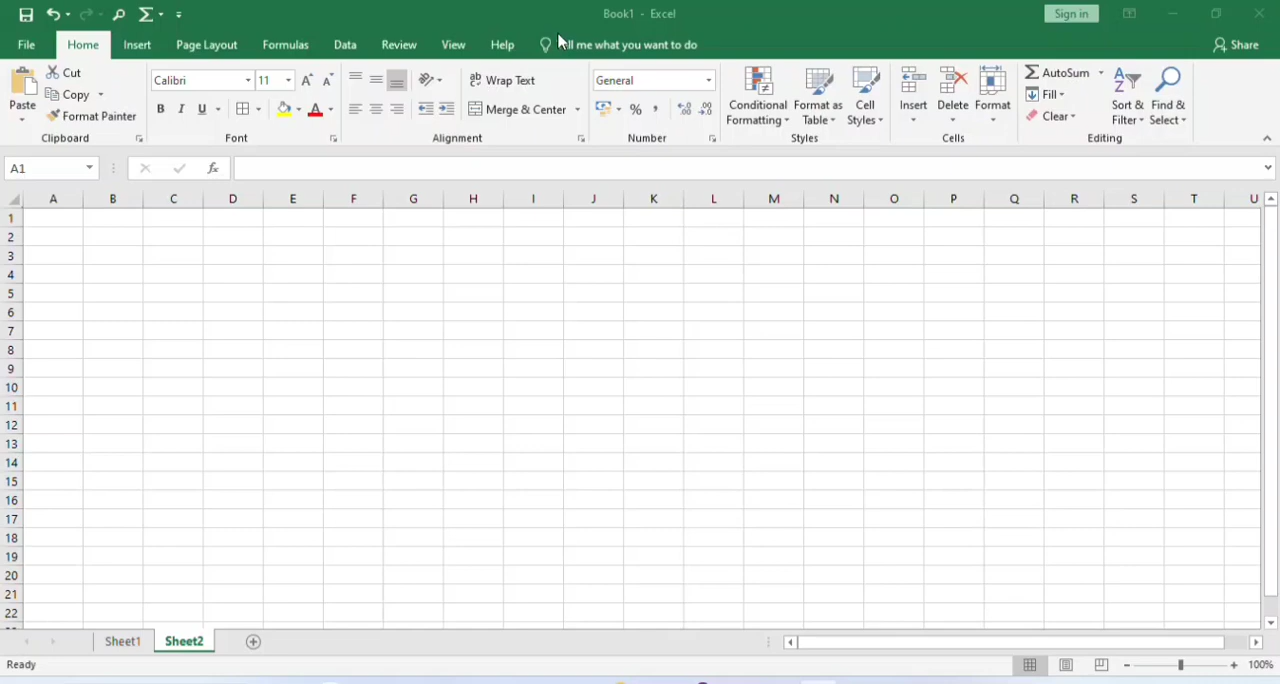 Book1 - Excel
Sign in
File Home Insert Page Layout Formulas Data Review View Help me what you want to do Share
Cut
Copy
Format Painter
Paste
Clipboard
Calibri 11
B I U A
Font
Wrap Text
Merge & Center
Alignment
General
%
Number
Conditional Formatting
Format as Table
Cell Styles
Styles
Insert Delete Format
Cells
AutoSum
Fill
Clear
Sort & Filter
Find & Select
Editing
A1
fx
A B C D E F G H I J K L M N O P Q R S T U
1
2
3
4
5
6
7
8
9
10
11
12
13
14
15
16
17
18
19
20
21
22
Sheet1 Sheet2
Ready
100%